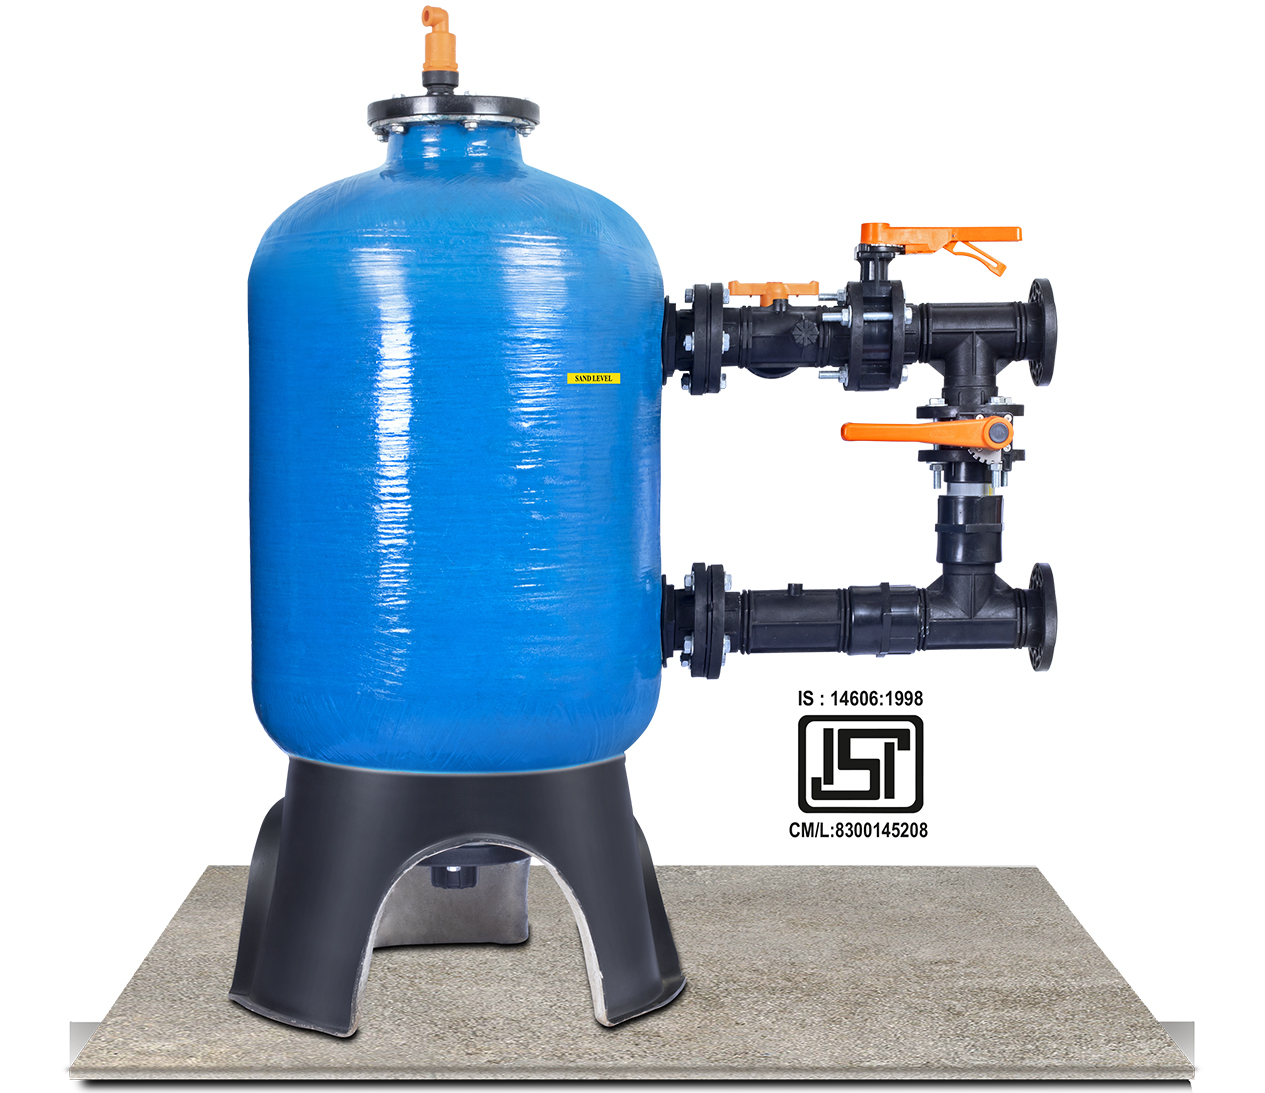 SAND LEVEL
IS : 14606:1998
ISI
CM/L:8300145208